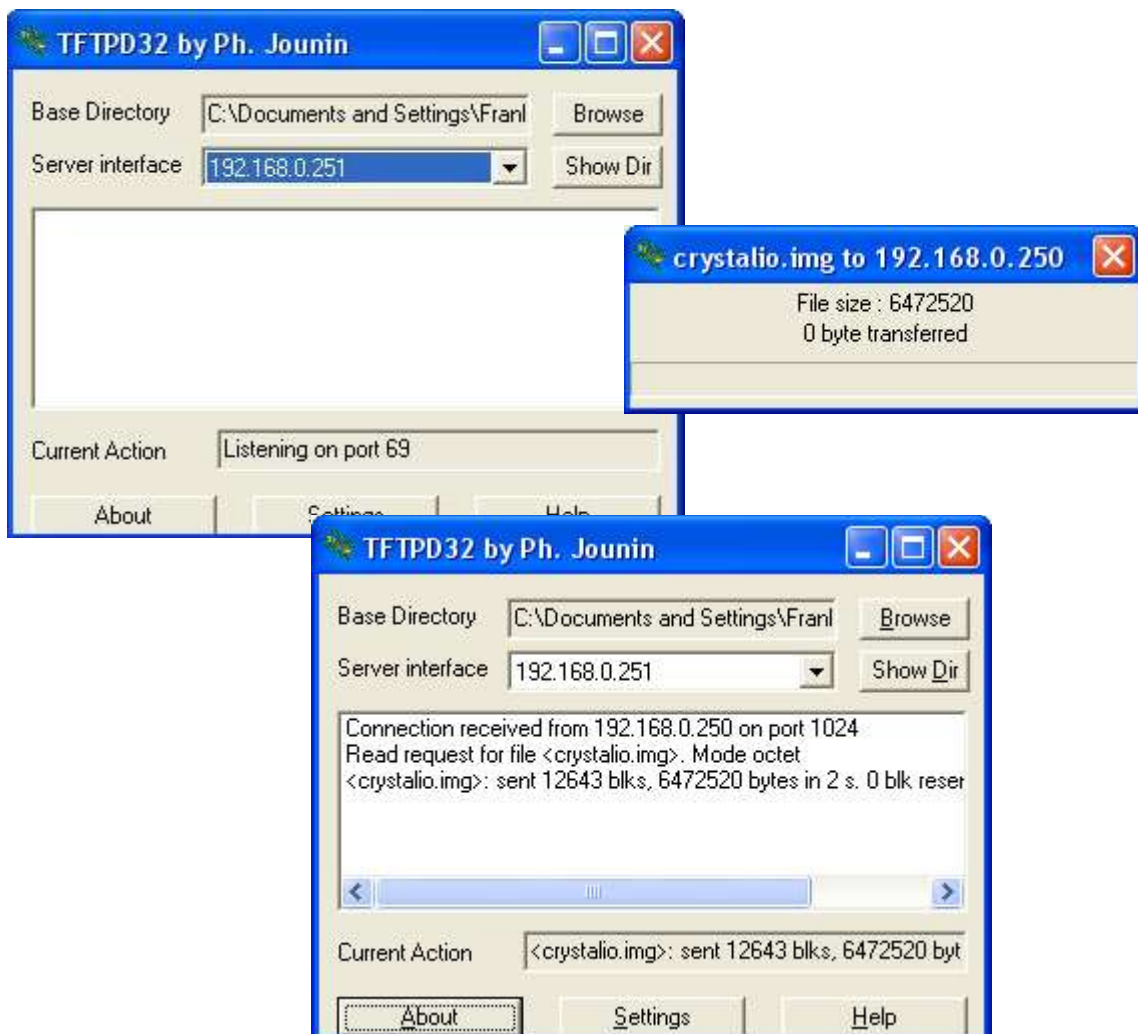 TFTPD32 by Ph. Jounin
Base Directory C:\Documents and Settings\Franl Browse
Server interface 192.168.0.251 Show Dir
Current Action Listening on port 69
About Settings Help
crystalio.img to 192.168.0.250
File size : 6472520
0 byte transferred
TFTPD32 by Ph. Jounin
Base Directory C:\Documents and Settings\Franl Browse
Server interface 192.168.0.251 Show Dir
Connection received from 192.168.0.250 on port 1024
Read request for file <crystalio.img>. Mode octet
<crystalio.img>: sent 12643 blks, 6472520 bytes in 2 s. 0 blk reser
Current Action <crystalio.img>: sent 12643 blks, 6472520 byt
About Settings Help